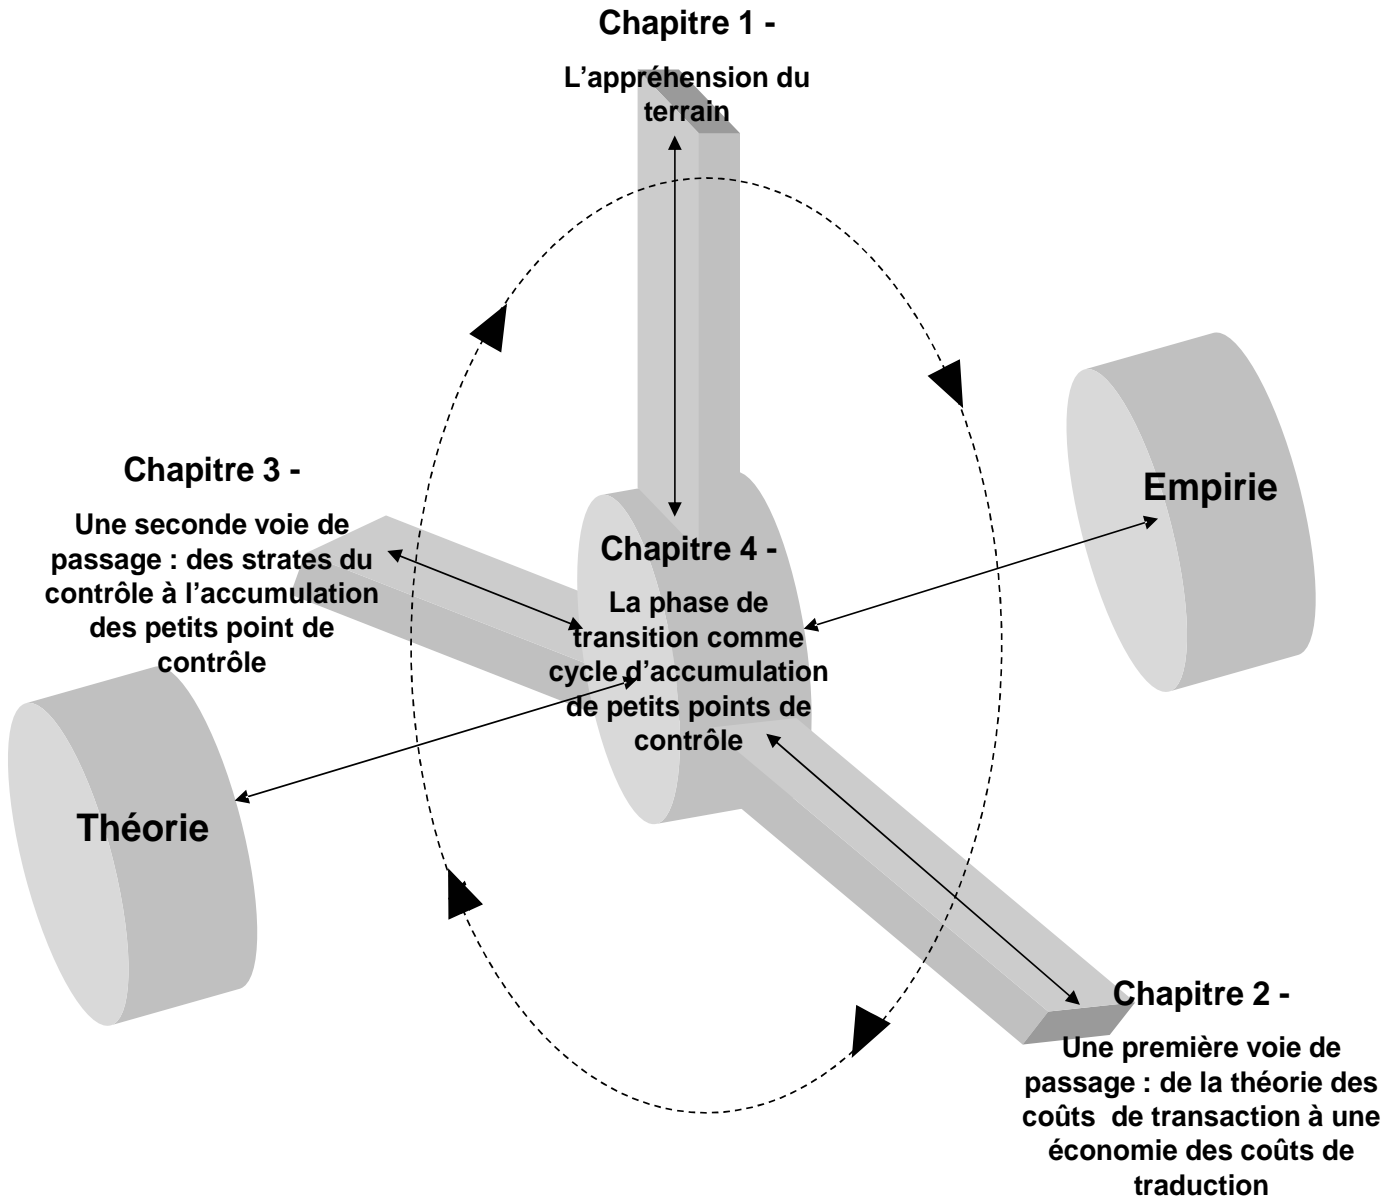 Chapitre 1 -
L’appréhension du
terrain
Chapitre 3 -
Une seconde voie de
passage : des strates du
contrôle à l’accumulation
des petits point de
contrôle
Empirie
Chapitre 4 -
La phase de
transition comme
cycle d’accumulation
de petits points de
contrôle
Théorie
Chapitre 2 -
Une première voie de
passage : de la théorie des
coûts  de transaction à une
économie des coûts de
traduction